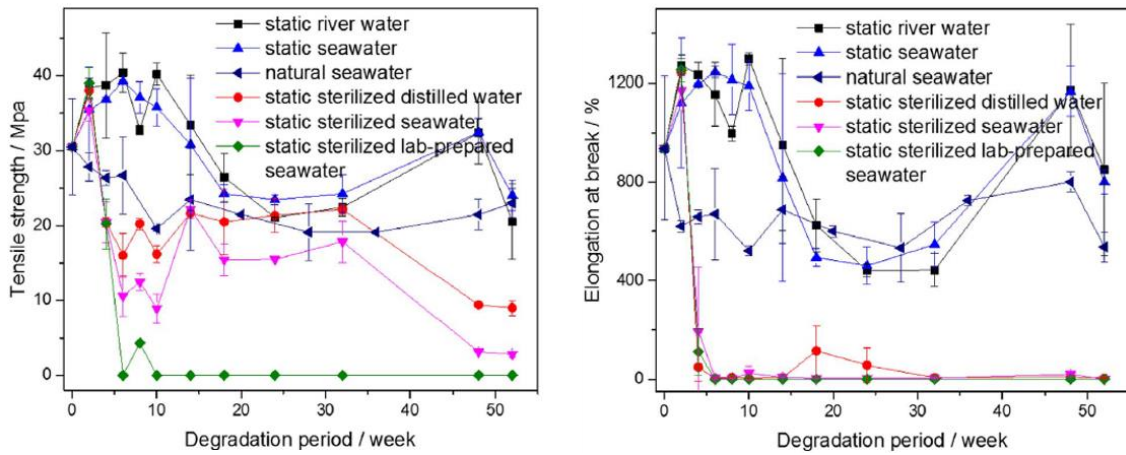 Tensile strength / Mpa
40
30
20
10
0
static river water
static seawater
natural seawater
static sterilized distilled water
static sterilized seawater
static sterilized lab-prepared
seawater
0
10
20
30
40
50
Degradation period / week
Elongation at break / %
1200
800
400
0
static river water
static seawater
natural seawater
static sterilized distilled water
static sterilized seawater
static sterilized lab-prepared
seawater
0
10
20
30
40
50
Degradation period / week